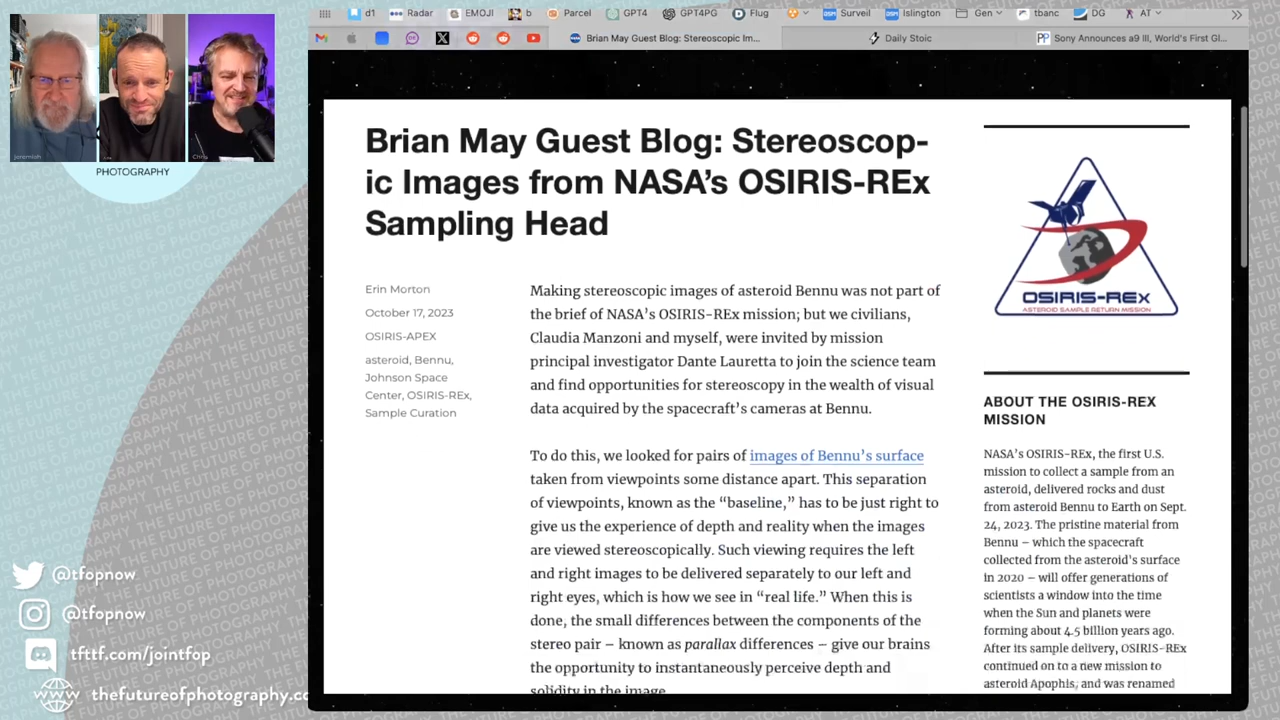 d1
Radar
EMOJI
b
Parcel
GPT4
GPT4PG
Flug
Surveil
Islington
Gen
tbanc
DG
AT
Brian May Guest Blog: Stereoscopic Im...
Daily Stoic
Sony Announces a9 III, World's First Gl...
Jeremiah
Chris
PHOTOGRAPHY
Brian May Guest Blog: Stereoscop-
ic Images from NASA's OSIRIS-REx
Sampling Head
Erin Morton
October 17, 2023
OSIRIS-APEX
asteroid, Bennu,
Johnson Space
Center, OSIRIS-REx,
Sample Curation
Making stereoscopic images of asteroid Bennu was not part of
the brief of NASA's OSIRIS-REx mission; but we civilians,
Claudia Manzoni and myself, were invited by mission
principal investigator Dante Lauretta to join the science team
and find opportunities for stereoscopy in the wealth of visual
data acquired by the spacecraft's cameras at Bennu.
To do this, we looked for pairs of images of Bennu's surface
taken from viewpoints some distance apart. This separation
of viewpoints, known as the “baseline,” has to be just right to
give us the experience of depth and reality when the images
are viewed stereoscopically. Such viewing requires the left
and right images to be delivered separately to our left and
right eyes, which is how we see in “real life.” When this is
done, the small differences between the components of the
stereo pair – known as parallax differences – give our brains
the opportunity to instantaneously perceive depth and
solidity in the image.
OSIRIS-REx
ASTEROID SAMPLE RETURN MISSION
ABOUT THE OSIRIS-REX
MISSION
NASA's OSIRIS-REx, the first U.S.
mission to collect a sample from an
asteroid, delivered rocks and dust
from asteroid Bennu to Earth on Sept.
24, 2023. The pristine material from
Bennu – which the spacecraft
collected from the asteroid's surface
in 2020 – will offer generations of
scientists a window into the time
when the Sun and planets were
forming about 4.5 billion years ago.
After its sample delivery, OSIRIS-REx
continued on to a new mission to
asteroid Apophis, and was renamed
@tfopnow
@tfopnow
tfttf.com/jointfop
thefutureofphotography.co